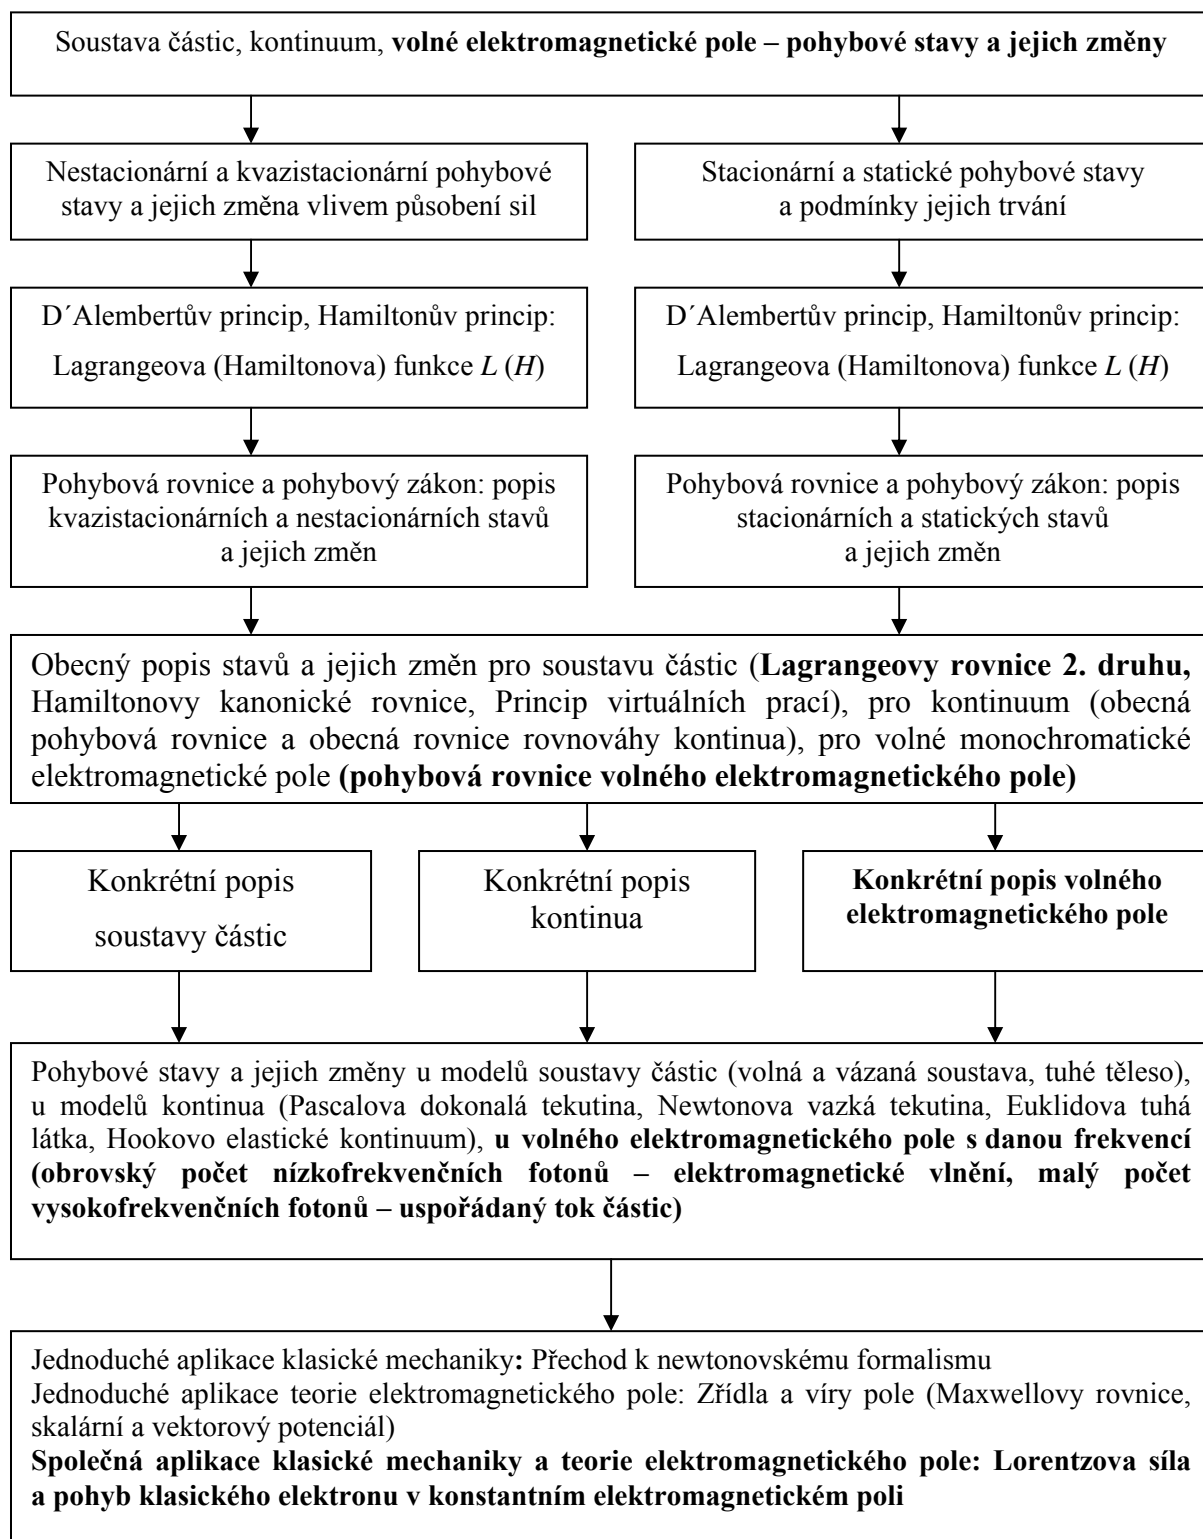 Soustava částic, kontinuum, volné elektromagnetické pole – pohybové stavy a jejich změny
Nestacionární a kvazistacionární pohybové
stavy a jejich změna vlivem působení sil
Stacionární a statické pohybové stavy
a podmínky jejich trvání
D´Alembertův princip, Hamiltonův princip:
Lagrangeova (Hamiltonova) funkce L (H)
D´Alembertův princip, Hamiltonův princip:
Lagrangeova (Hamiltonova) funkce L (H)
Pohybová rovnice a pohybový zákon: popis
kvazistacionárních a nestacionárních stavů
a jejich změn
Pohybová rovnice a pohybový zákon: popis
stacionárních a statických stavů
a jejich změn
Obecný popis stavů a jejich změn pro soustavu částic (Lagrangeovy rovnice 2. druhu,
Hamiltonovy kanonické rovnice, Princip virtuálních prací), pro kontinuum (obecná
pohybová rovnice a obecná rovnice rovnováhy kontinua), pro volné monochromatické
elektromagnetické pole (pohybová rovnice volného elektromagnetického pole)
Konkrétní popis
soustavy částic
Konkrétní popis
kontinua
Konkrétní popis volného
elektromagnetického pole
Pohybové stavy a jejich změny u modelů soustavy částic (volná a vázaná soustava, tuhé těleso),
u modelů kontinua (Pascalova dokonalá tekutina, Newtonova vazká tekutina, Euklidova tuhá
látka, Hookovo elastické kontinuum), u volného elektromagnetického pole s danou frekvencí
(obrovský počet nízkofrekvenčních fotonů – elektromagnetické vlnění, malý počet
vysokofrekvenčních fotonů – uspořádaný tok částic)
Jednoduché aplikace klasické mechaniky: Přechod k newtonovskému formalismu
Jednoduché aplikace teorie elektromagnetického pole: Zřídla a víry pole (Maxwellovy rovnice,
skalární a vektorový potenciál)
Společná aplikace klasické mechaniky a teorie elektromagnetického pole: Lorentzova síla
a pohyb klasického elektronu v konstantním elektromagnetickém poli